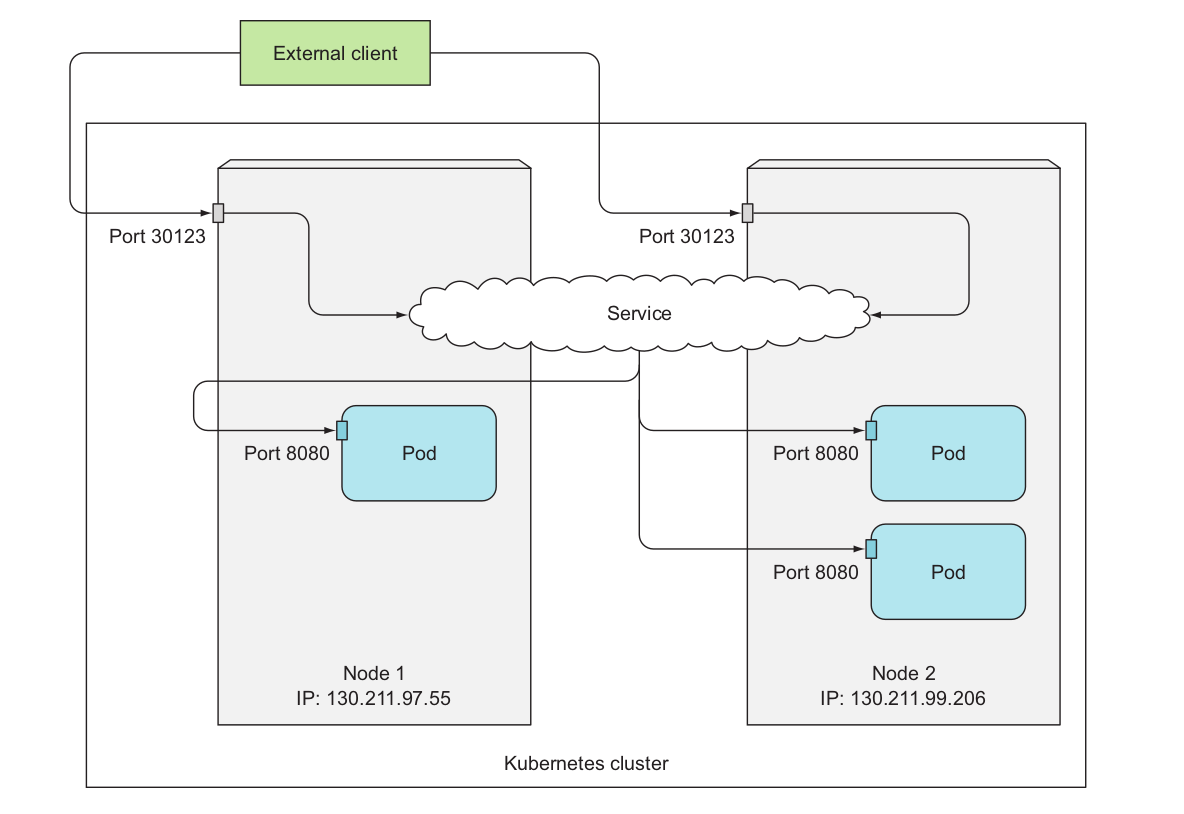 External client
Port 30123
Port 30123
Service
Port 8080
Pod
Port 8080
Pod
Port 8080
Pod
Node 1
IP: 130.211.97.55
Node 2
IP: 130.211.99.206
Kubernetes cluster